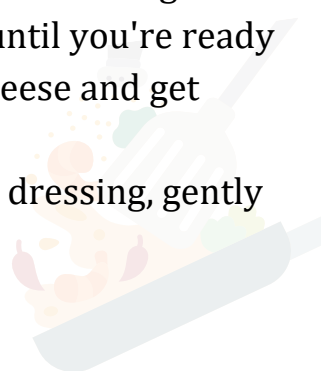 until you're ready
eese and get
dressing, gently